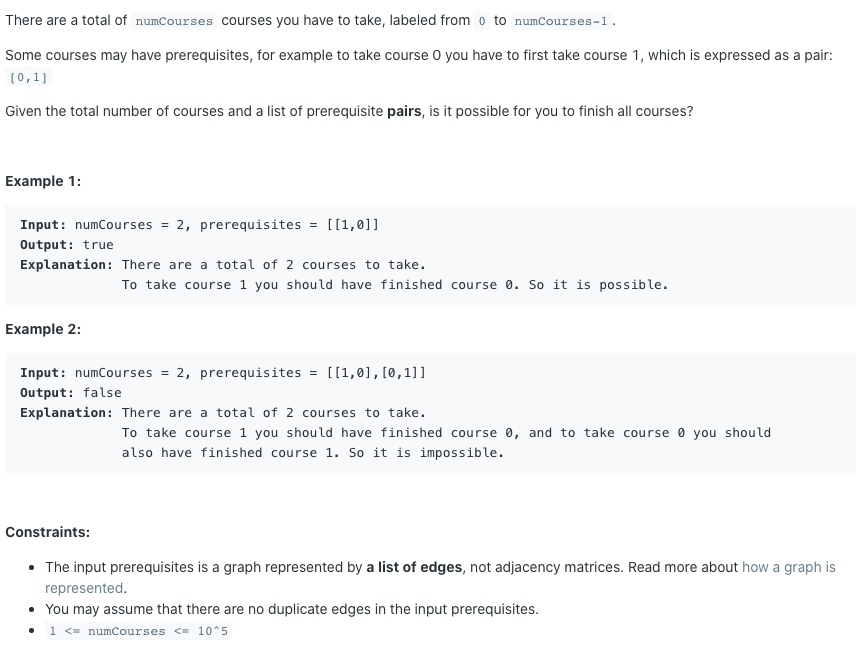 There are a total of numCourses courses you have to take, labeled from 0 to numCourses-1.
Some courses may have prerequisites, for example to take course 0 you have to first take course 1, which is expressed as a pair:
[0,1]
Given the total number of courses and a list of prerequisite pairs, is it possible for you to finish all courses?
Example 1:
Input: numCourses = 2, prerequisites = [[1,0]]
Output: true
Explanation: There are a total of 2 courses to take.
To take course 1 you should have finished course 0. So it is possible.
Example 2:
Input: numCourses = 2, prerequisites = [[1,0],[0,1]]
Output: false
Explanation: There are a total of 2 courses to take.
To take course 1 you should have finished course 0, and to take course 0 you should
also have finished course 1. So it is impossible.
Constraints:
• The input prerequisites is a graph represented by a list of edges, not adjacency matrices. Read more about how a graph is
represented.
• You may assume that there are no duplicate edges in the input prerequisites.
• 1 <= numCourses <= 10^5